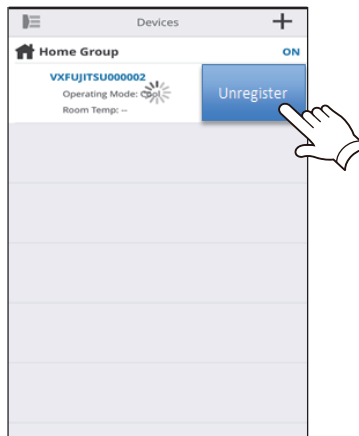 Devices
Home Group ON
VXFUJITSU000002
Operating Mode: Cool
Room Temp: --
Unregister